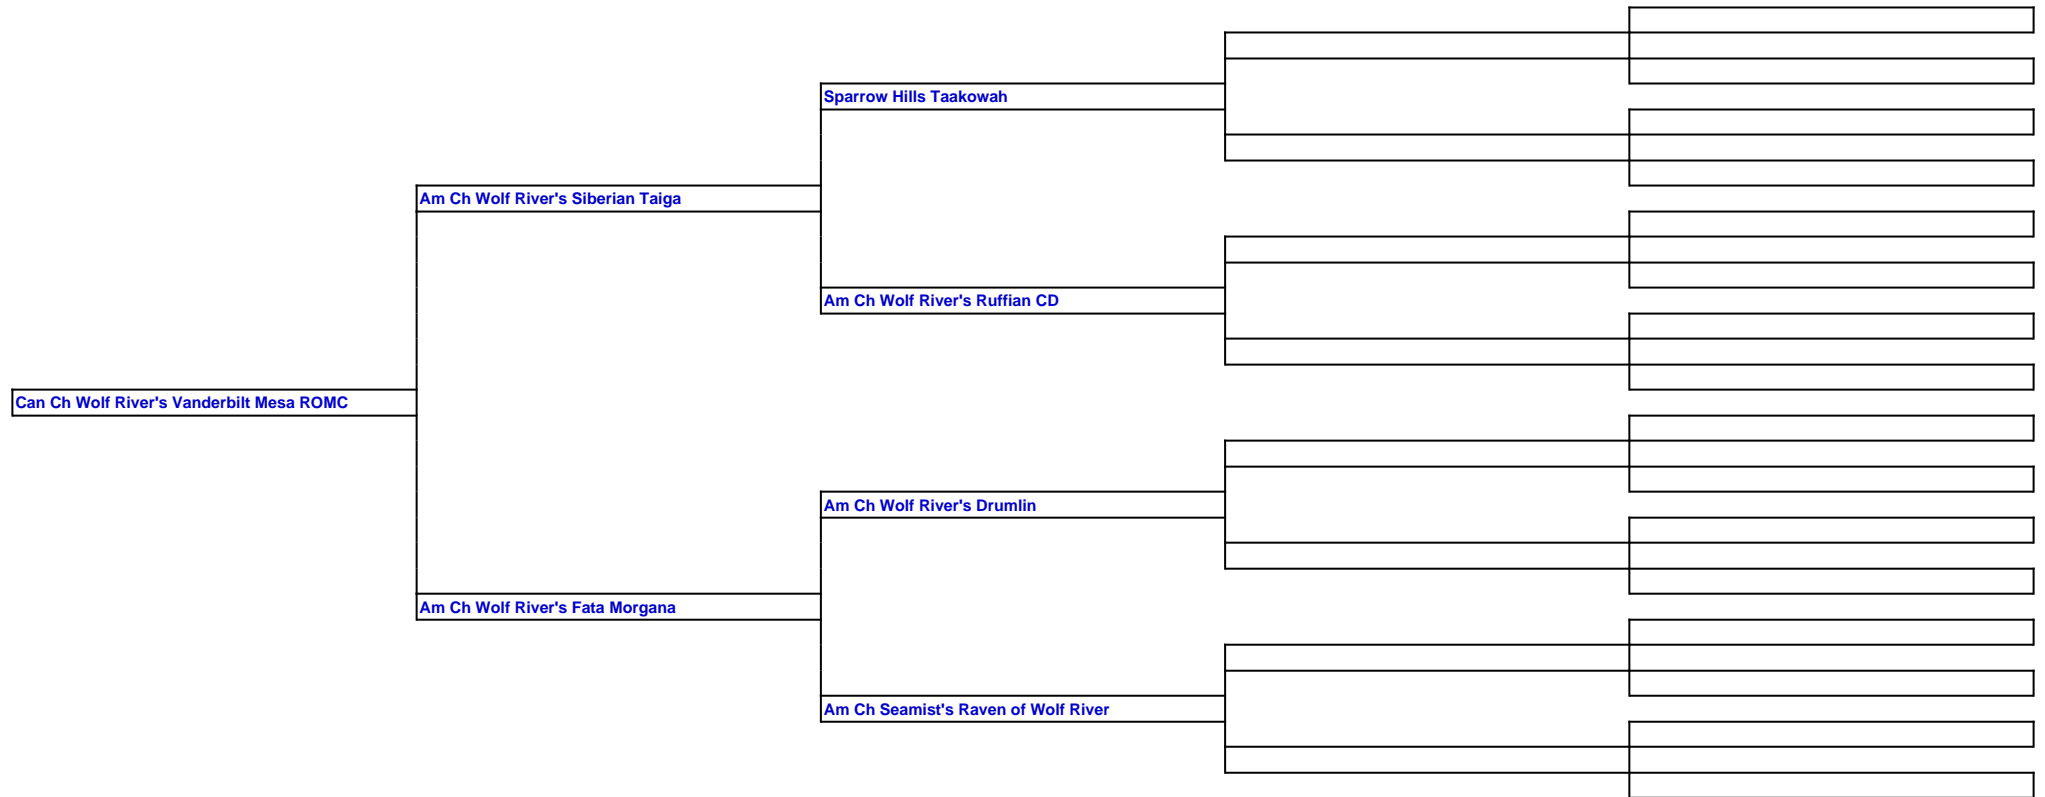 Sparrow Hills Taakowah
Am Ch Wolf River's Siberian Taiga
Am Ch Wolf River's Ruffian CD
Can Ch Wolf River's Vanderbilt Mesa ROMC
Am Ch Wolf River's Drumlin
Am Ch Wolf River's Fata Morgana
Am Ch Seamist's Raven of Wolf River